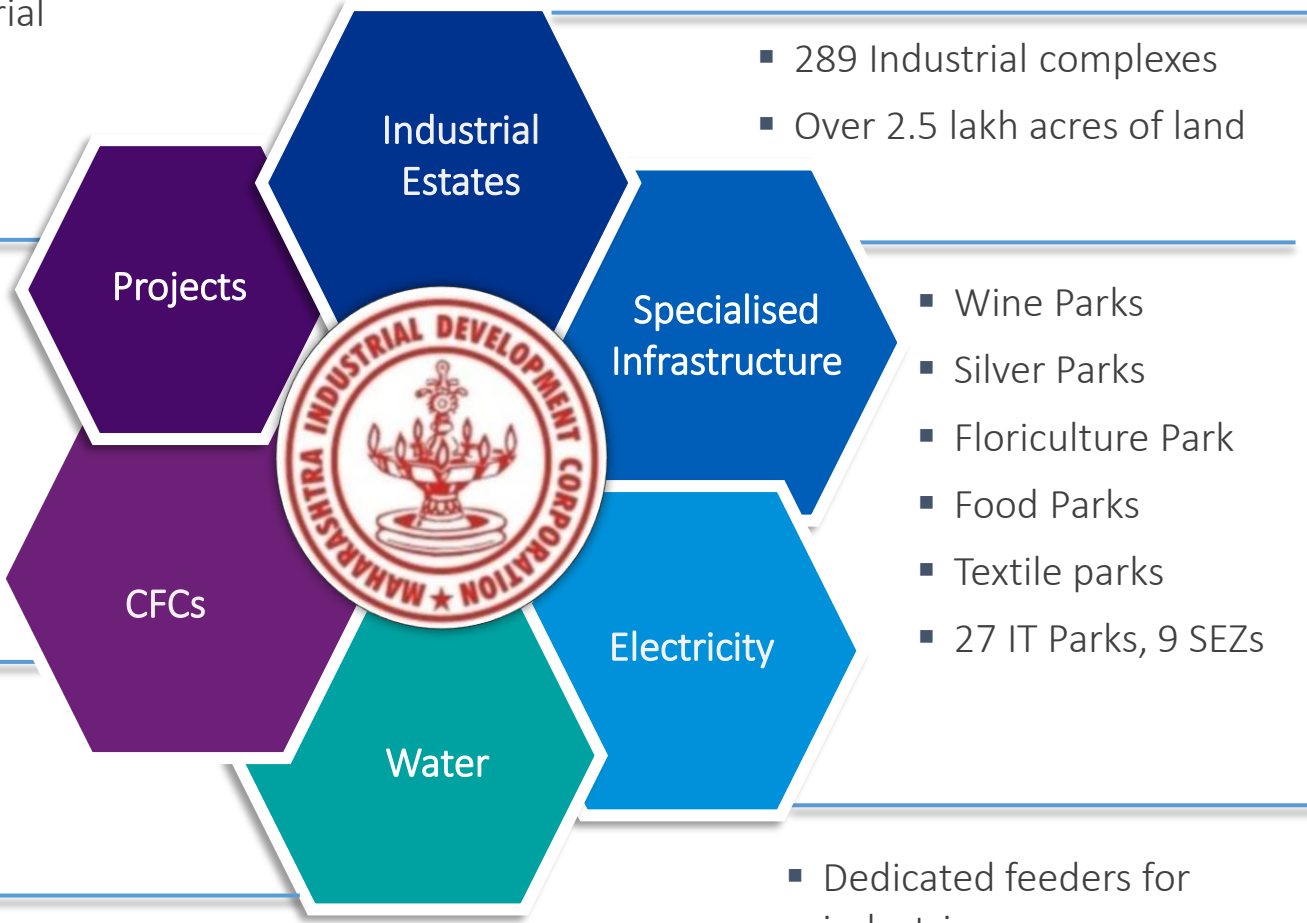 rial
Industrial
Estates
▪ 289 Industrial complexes
▪ Over 2.5 lakh acres of land
Projects
Specialised
Infrastructure
▪ Wine Parks
▪ Silver Parks
▪ Floriculture Park
▪ Food Parks
▪ Textile parks
▪ 27 IT Parks, 9 SEZs
MAHARASHTRA INDUSTRIAL DEVELOPMENT CORPORATION ★
CFCs
Electricity
Water
▪ Dedicated feeders for